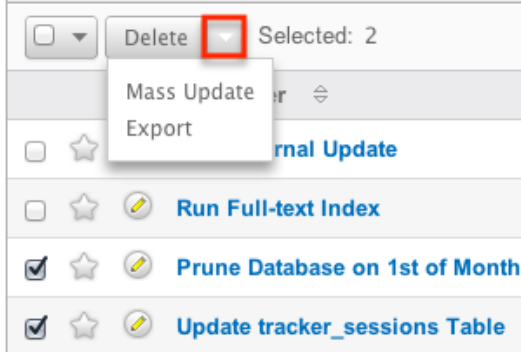 Delete Selected: 2
Mass Update
er
Export
rnal Update
Run Full-text Index
Prune Database on 1st of Month
Update tracker_sessions Table